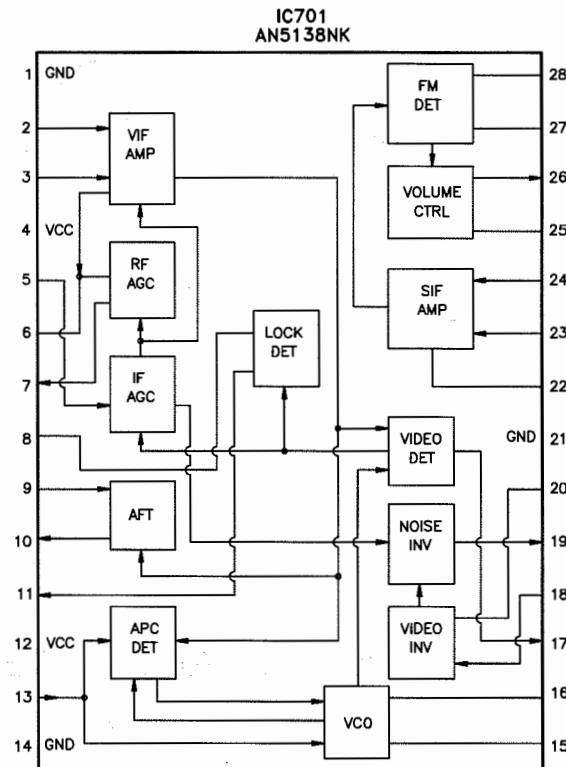 IC701
AN5138NK
1 GND
2
3
4 VCC
5
6
7
8
9
10
11
12 VCC
13
14 GND
VIF
AMP
RF
AGC
IF
AGC
LOCK
DET
AFT
APC
DET
FM
DET
VOLUME
CTRL
SIF
AMP
VIDEO
DET
NOISE
INV
VIDEO
INV
VCO
28
27
26
25
24
23
22
GND 21
20
19
18
17
16
15